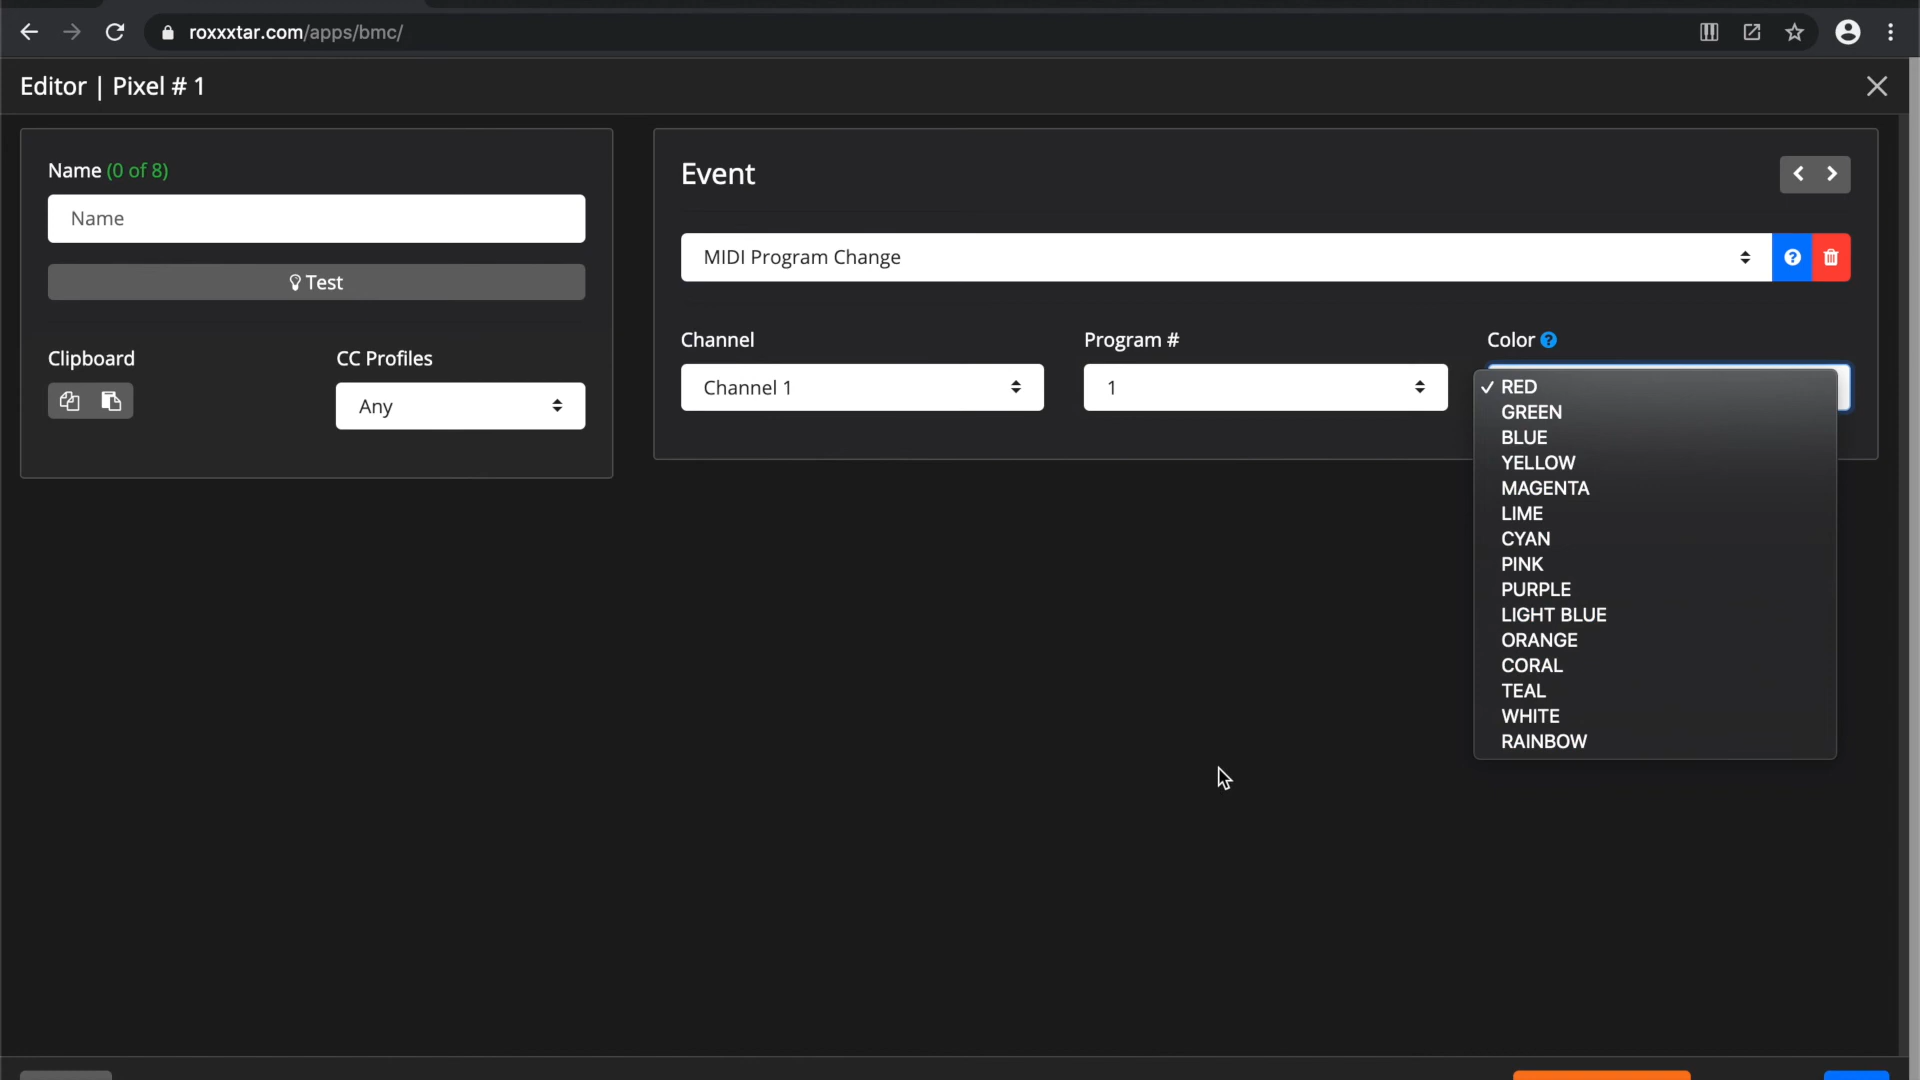 roxxxtar.com/apps/bmc/
Editor | Pixel # 1
Name (0 of 8)
Name
Test
Clipboard
CC Profiles
Any
Event
MIDI Program Change
Channel
Program #
Color
Channel 1
1
✓ RED
GREEN
BLUE
YELLOW
MAGENTA
LIME
CYAN
PINK
PURPLE
LIGHT BLUE
ORANGE
CORAL
TEAL
WHITE
RAINBOW